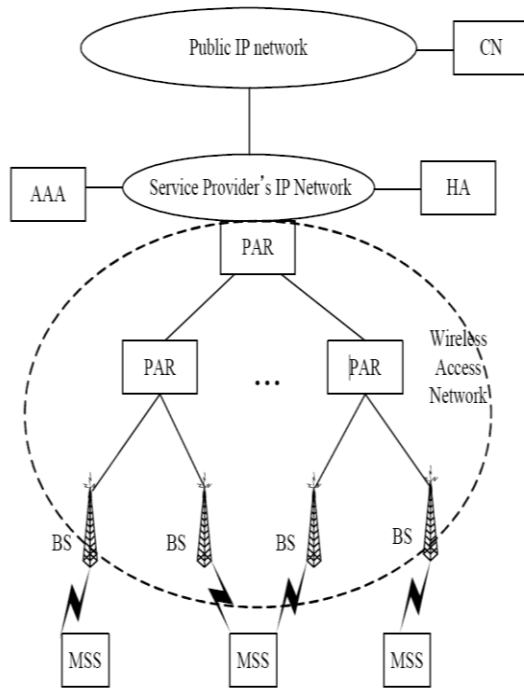 Public IP network
CN
AAA
Service Provider's IP Network
HA
PAR
PAR
...
PAR
Wireless
Access
Network
BS
BS
BS
BS
MSS
MSS
MSS